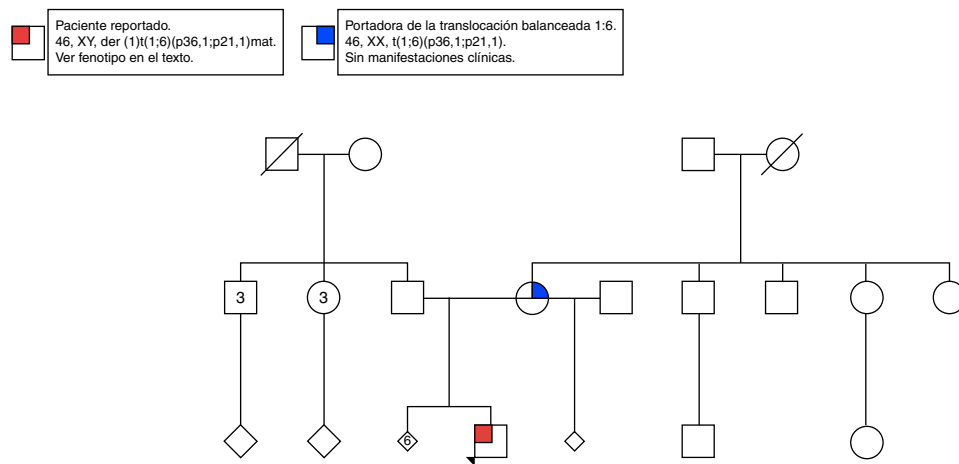 Paciente reportado.
46, XY, der (1)t(1;6)(p36,1;p21,1)mat.
Ver fenotipo en el texto.
Portadora de la translocación balanceada 1:6.
46, XX, t(1;6)(p36,1;p21,1).
Sin manifestaciones clínicas.
3
3
6